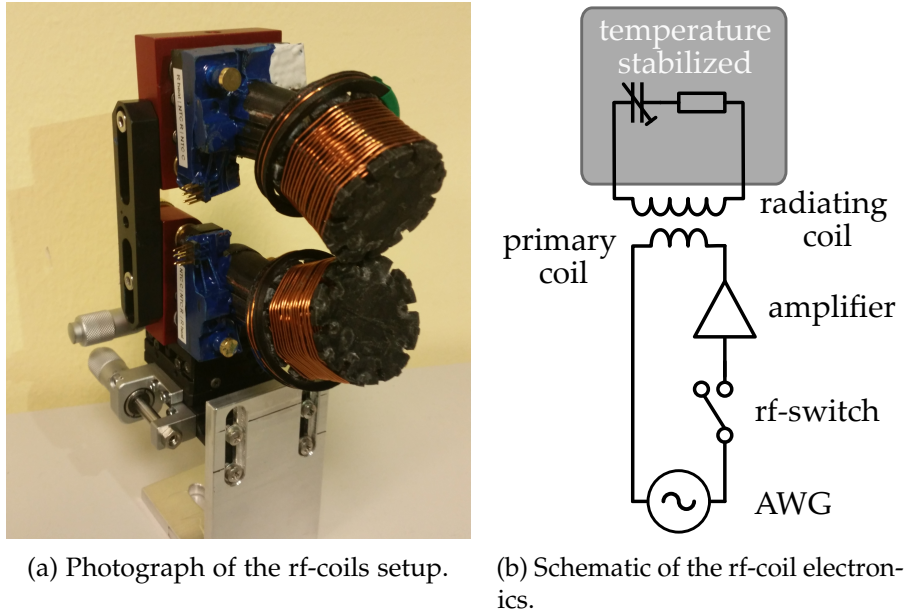 temperature
stabilized
radiating
coil
primary
coil
amplifier
rf-switch
AWG
(a) Photograph of the rf-coils setup.
(b) Schematic of the rf-coil electron-
ics.